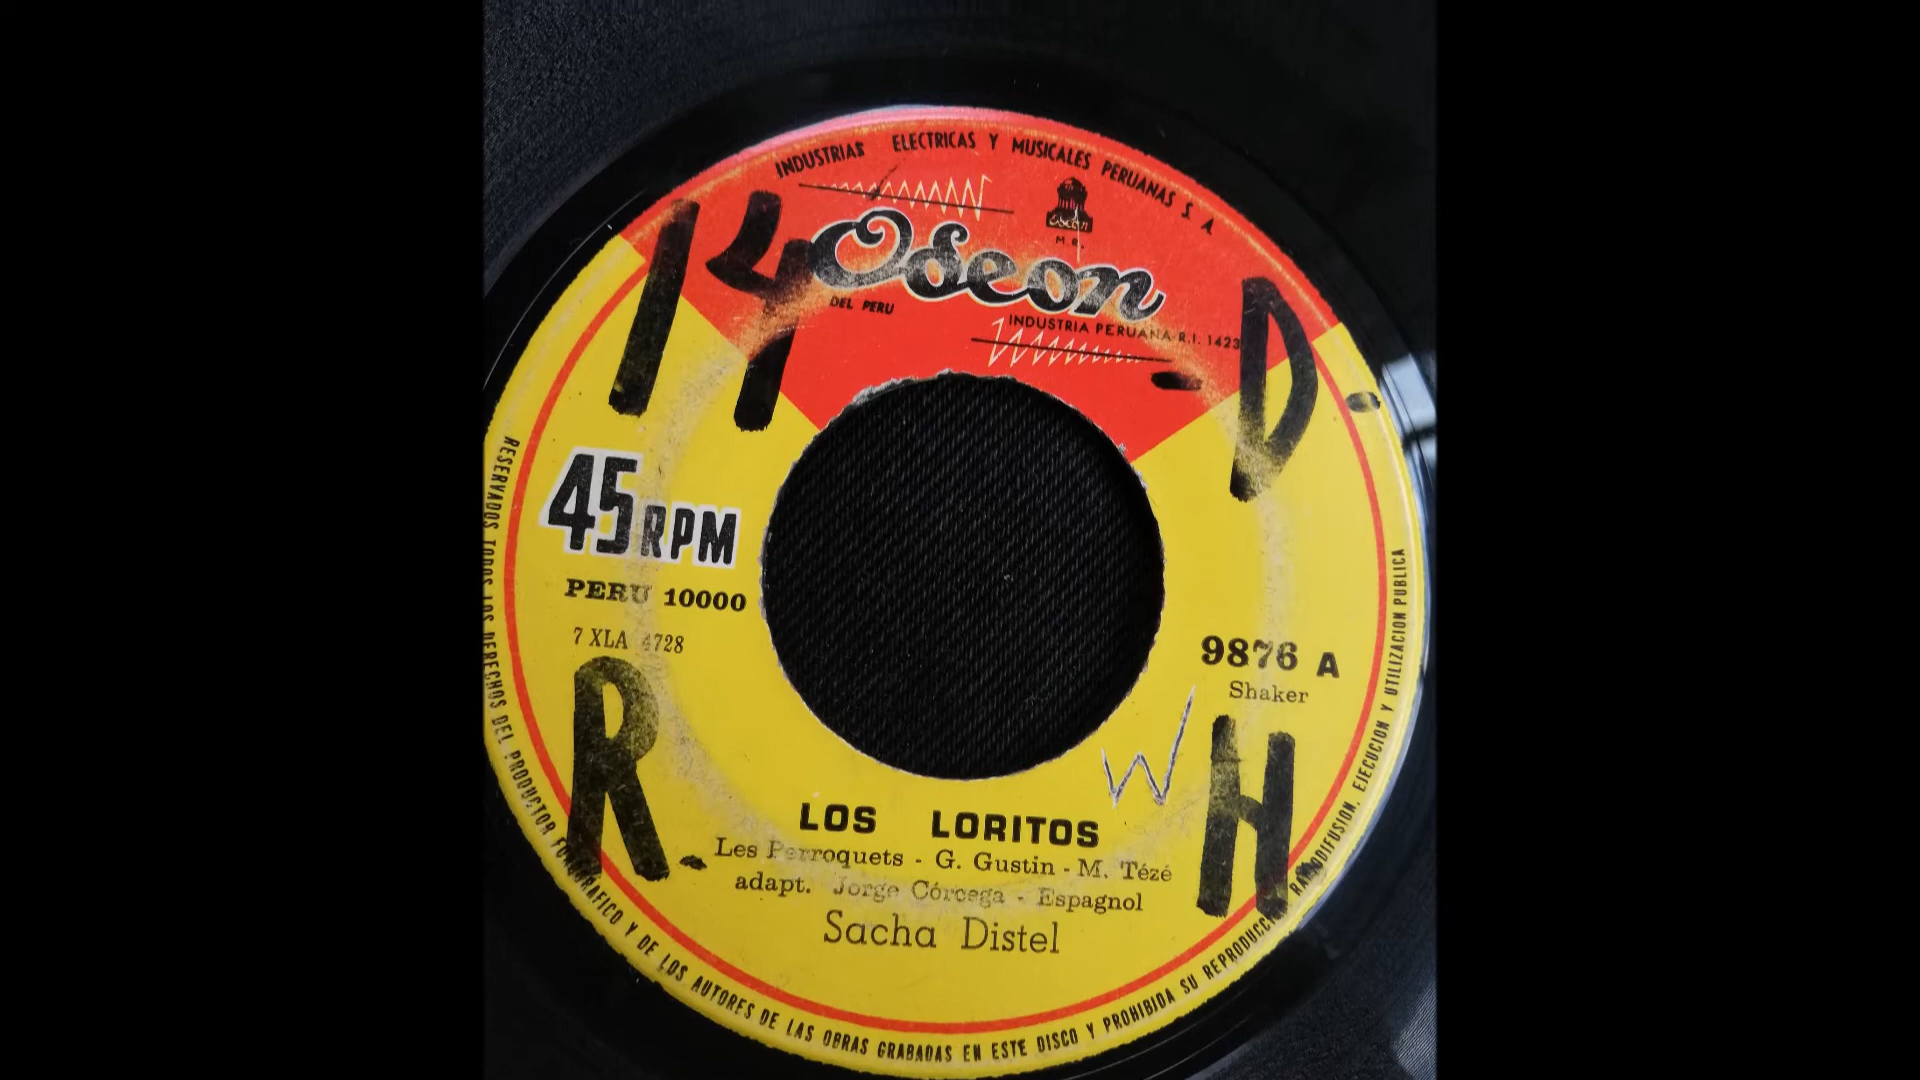 INDUSTRIAS ELECTRICAS Y MUSICALES PERUANAS S. A.
Odeon
M R.
14
Odeon
DEL PERU
INDUSTRIA PERUANA-R.I. 1423
- D.
45 RPM
PERU 10000
7 XLA 4728
9876 A
Shaker
R.
W
H
LOS LORITOS
Les Perroquets - G. Gustin - M. Tézé
adapt. Jorge Córcega - Espagnol
Sacha Distel
RESERVADOS TODOS LOS DERECHOS DEL PRODUCTOR FONOGRAFICO Y DE LOS AUTORES DE LAS OBRAS GRABADAS EN ESTE DISCO Y PROHIBIDA SU REPRODUCCION, RADIODIFUSION, EJECUCION Y UTILIZACION PUBLICA